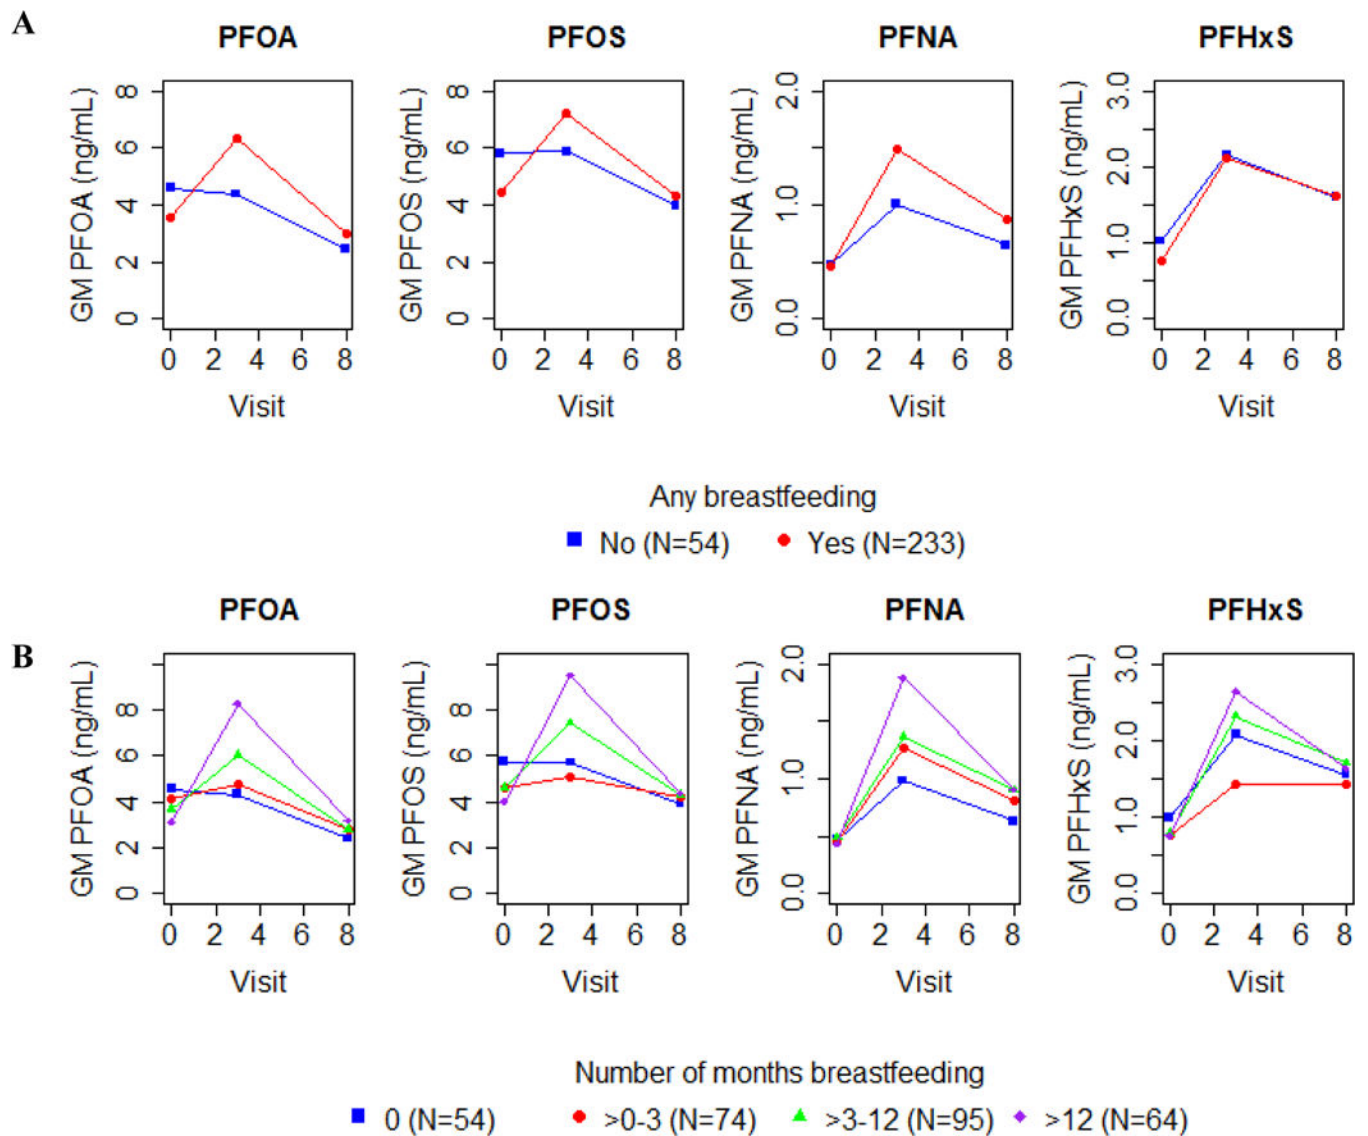 A
PFOA PFOS PFNA PFHxS
GM PFOA (ng/mL)
0 2 4 6 8
0 2 4 6 8
Visit
GM PFOS (ng/mL)
0 2 4 6 8
0 2 4 6 8
Visit
GM PFNA (ng/mL)
0.0 1.0 2.0
0 2 4 6 8
Visit
GM PFHxS (ng/mL)
0.0 1.0 2.0 3.0
0 2 4 6 8
Visit
Any breastfeeding
No (N=54) Yes (N=233)
B
PFOA PFOS PFNA PFHxS
GM PFOA (ng/mL)
0 2 4 6 8
0 2 4 6 8
Visit
GM PFOS (ng/mL)
0 2 4 6 8
0 2 4 6 8
Visit
GM PFNA (ng/mL)
0.0 1.0 2.0
0 2 4 6 8
Visit
GM PFHxS (ng/mL)
0.0 1.0 2.0 3.0
0 2 4 6 8
Visit
Number of months breastfeeding
0 (N=54) >0-3 (N=74) >3-12 (N=95) >12 (N=64)